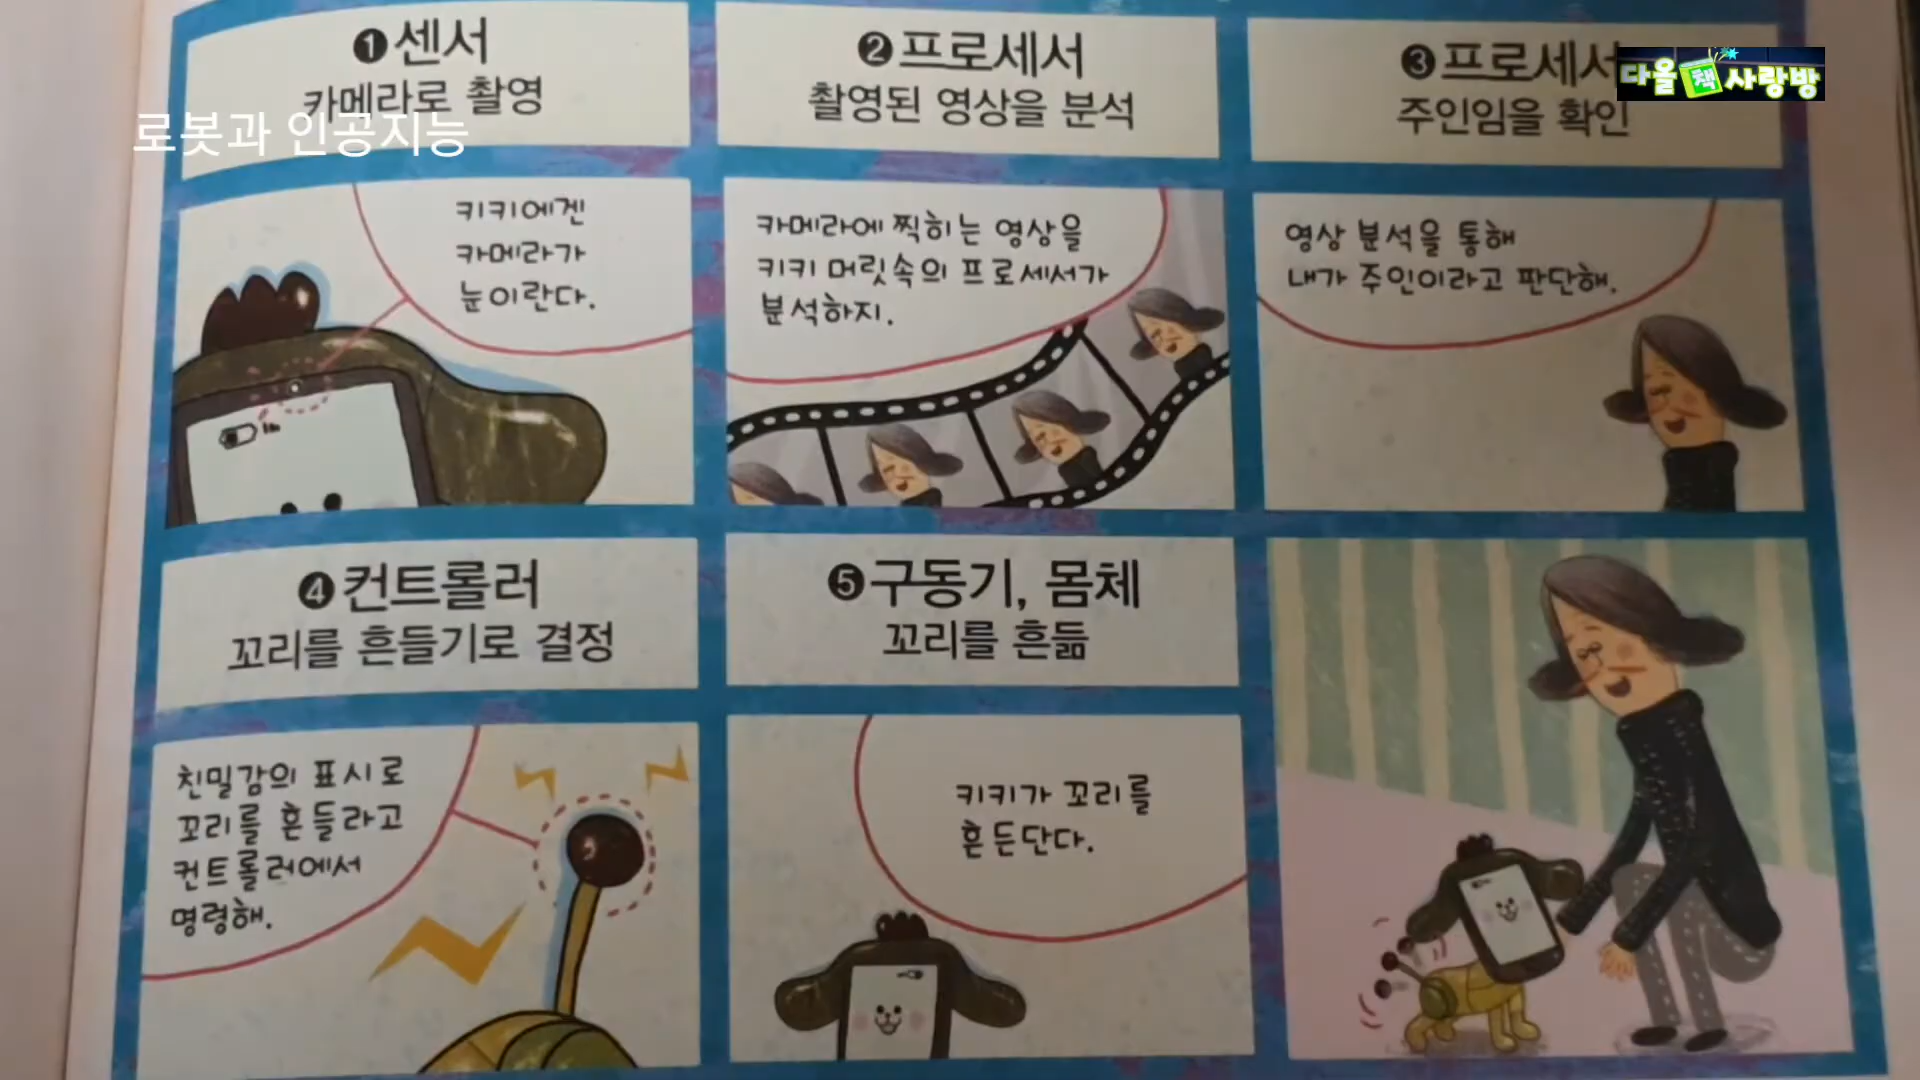 ❶센서
카메라로 촬영
로봇과 인공지능
❷프로세서
촬영된 영상을 분석
❸프로세서
주인임을 확인
다올책사랑방
키키에겐
카메라가
눈이란다.
카메라에 찍히는 영상을
키키 머릿속의 프로세서가
분석하지.
영상 분석을 통해
내가 주인이라고 판단해.
❹컨트롤러
꼬리를 흔들기로 결정
❺구동기, 몸체
꼬리를 흔듦
친밀감의 표시로
꼬리를 흔들라고
컨트롤러에서
명령해.
키키가 꼬리를
흔든단다.